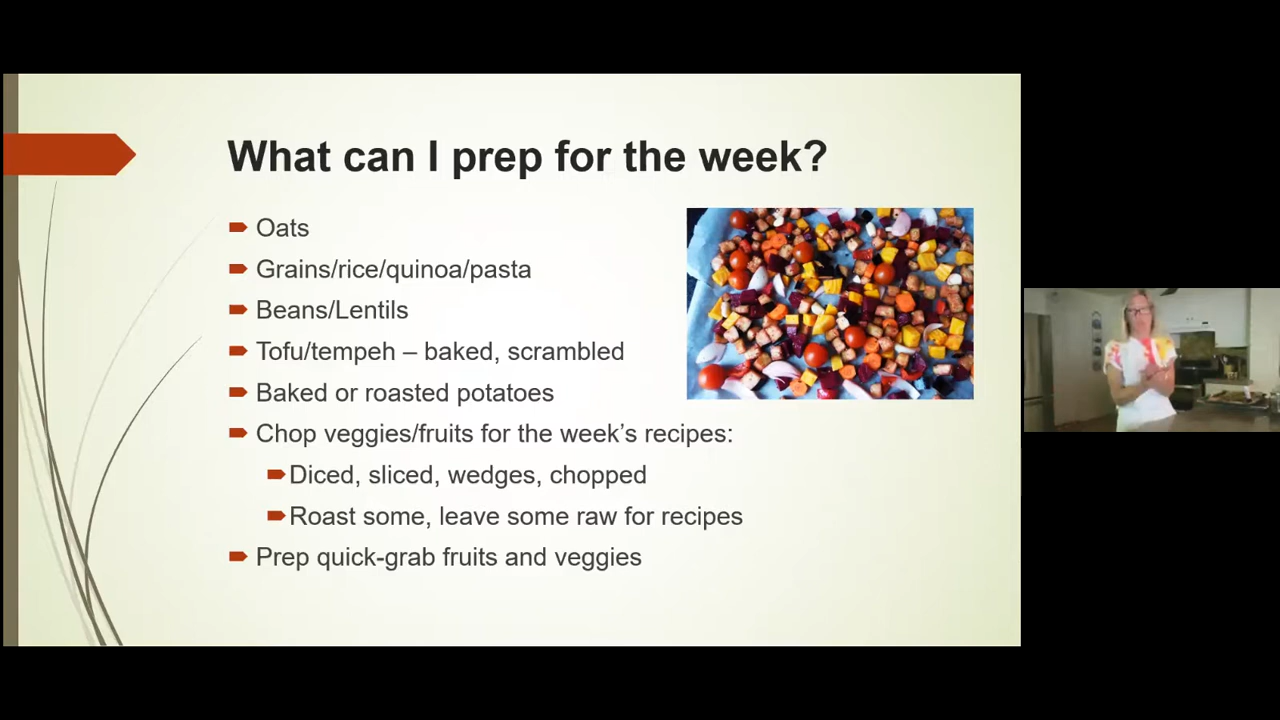 What can I prep for the week?
Oats
Grains/rice/quinoa/pasta
Beans/Lentils
Tofu/tempeh – baked, scrambled
Baked or roasted potatoes
Chop veggies/fruits for the week’s recipes:
Diced, sliced, wedges, chopped
Roast some, leave some raw for recipes
Prep quick-grab fruits and veggies